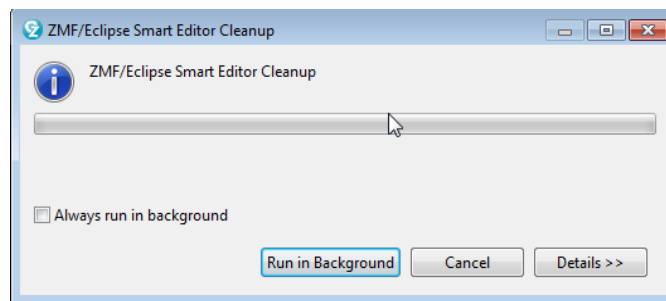 ZMF/Eclipse Smart Editor Cleanup
ZMF/Eclipse Smart Editor Cleanup
Always run in background
Run in Background
Cancel
Details >>